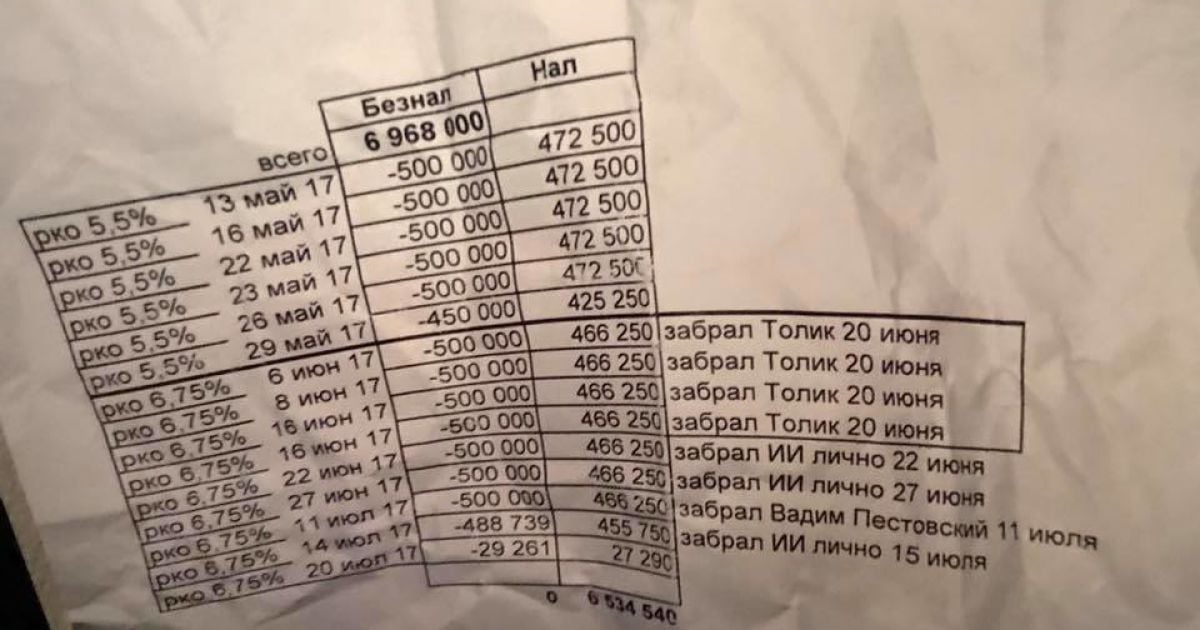 Безнал Нал
всего 6 968 000
рко 5,5% 13 май 17 -500 000 472 500
рко 5,5% 16 май 17 -500 000 472 500
рко 5,5% 22 май 17 -500 000 472 500
рко 5,5% 23 май 17 -500 000 472 500
рко 5,5% 26 май 17 -500 000 472 500
рко 5,5% 29 май 17 -450 000 425 250
рко 6,75% 6 июн 17 -500 000 466 250 забрал Толик 20 июня
рко 6,75% 8 июн 17 -500 000 466 250 забрал Толик 20 июня
рко 6,75% 16 июн 17 -500 000 466 250 забрал Толик 20 июня
рко 6,75% 16 июн 17 -500 000 466 250 забрал Толик 20 июня
рко 6,75% 22 июн 17 -500 000 466 250 забрал ИИ лично 22 июня
рко 6,75% 27 июн 17 -500 000 466 250 забрал ИИ лично 27 июня
рко 6,75% 11 июл 17 -500 000 466 250 забрал Вадим Пестовский 11 июля
рко 6,75% 14 июл 17 -488 739 455 750 забрал ИИ лично 15 июля
рко 6,75% 20 июл 17 -29 261 27 290
0 6 534 540